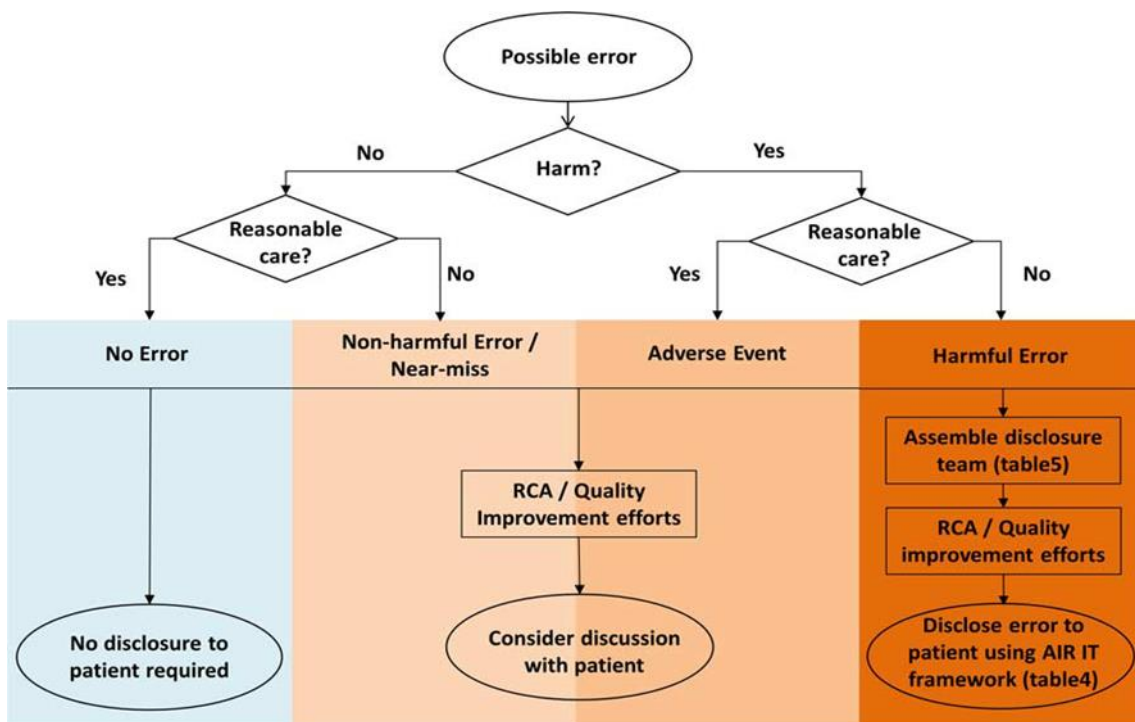 Possible error
No
Harm?
Yes
Reasonable
care?
Reasonable
care?
Yes
No
Yes
No
No Error
Non-harmful Error /
Near-miss
Adverse Event
Harmful Error
Assemble disclosure
team (table5)
RCA / Quality
Improvement efforts
RCA / Quality
improvement efforts
No disclosure to
patient required
Consider discussion
with patient
Disclose error to
patient using AIR IT
framework (table4)